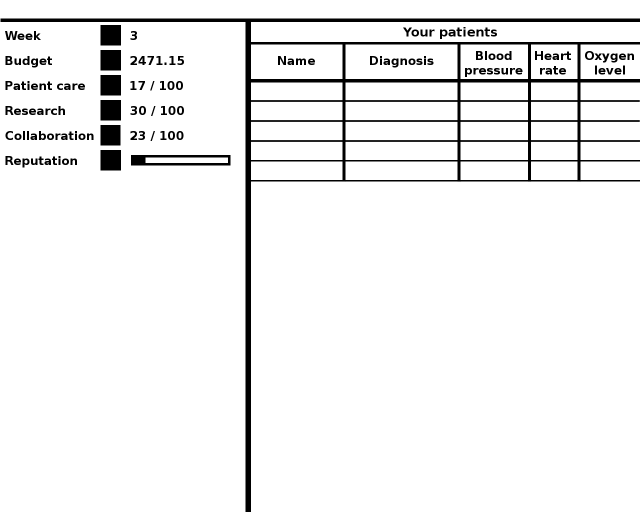 Week 3
Budget 2471.15
Patient care 17 / 100
Research 30 / 100
Collaboration 23 / 100
Reputation
Your patients
Name Diagnosis Blood pressure Heart rate Oxygen level